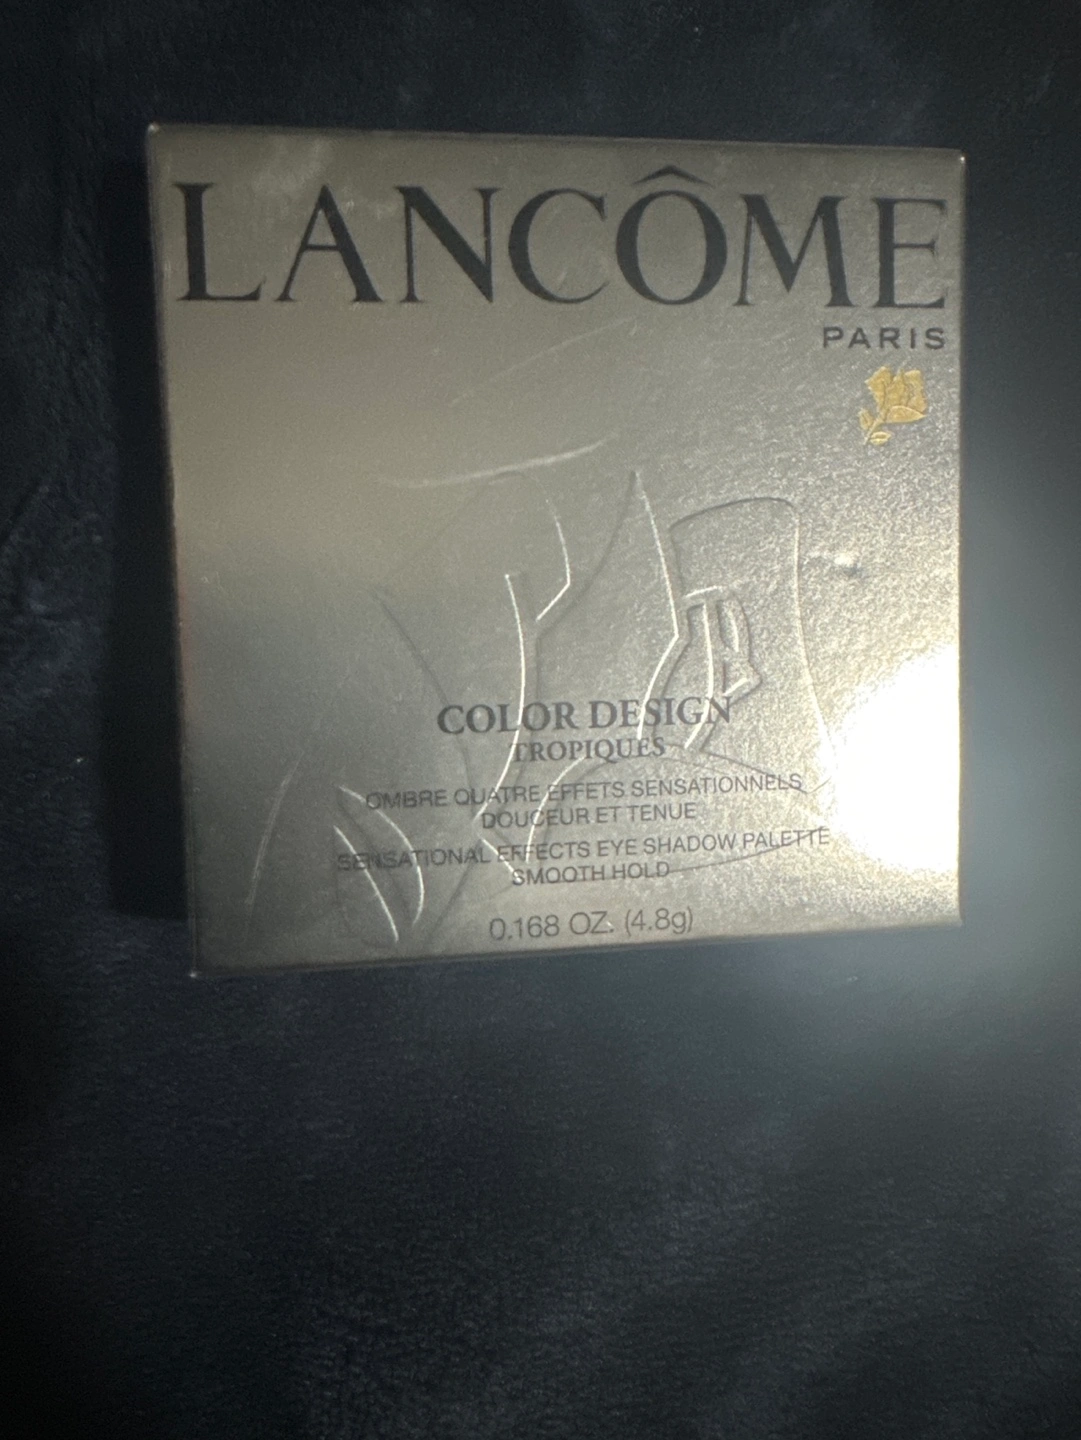 LANCÔME
PARIS
COLOR DESIGN
TROPIQUES
OMBRE QUATRE EFFETS SENSATIONNELS
DOUCEUR ET TENUE
SENSATIONAL EFFECTS EYE SHADOW PALETTE
SMOOTH HOLD
0.168 OZ. (4.8g)